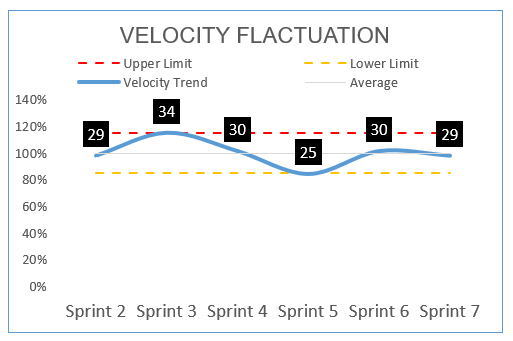 VELOCITY FLACTUATION
Upper Limit Lower Limit
Velocity Trend Average
140%
120%
100%
80%
60%
40%
20%
0%
29 34 30 25 30 29
Sprint 2 Sprint 3 Sprint 4 Sprint 5 Sprint 6 Sprint 7